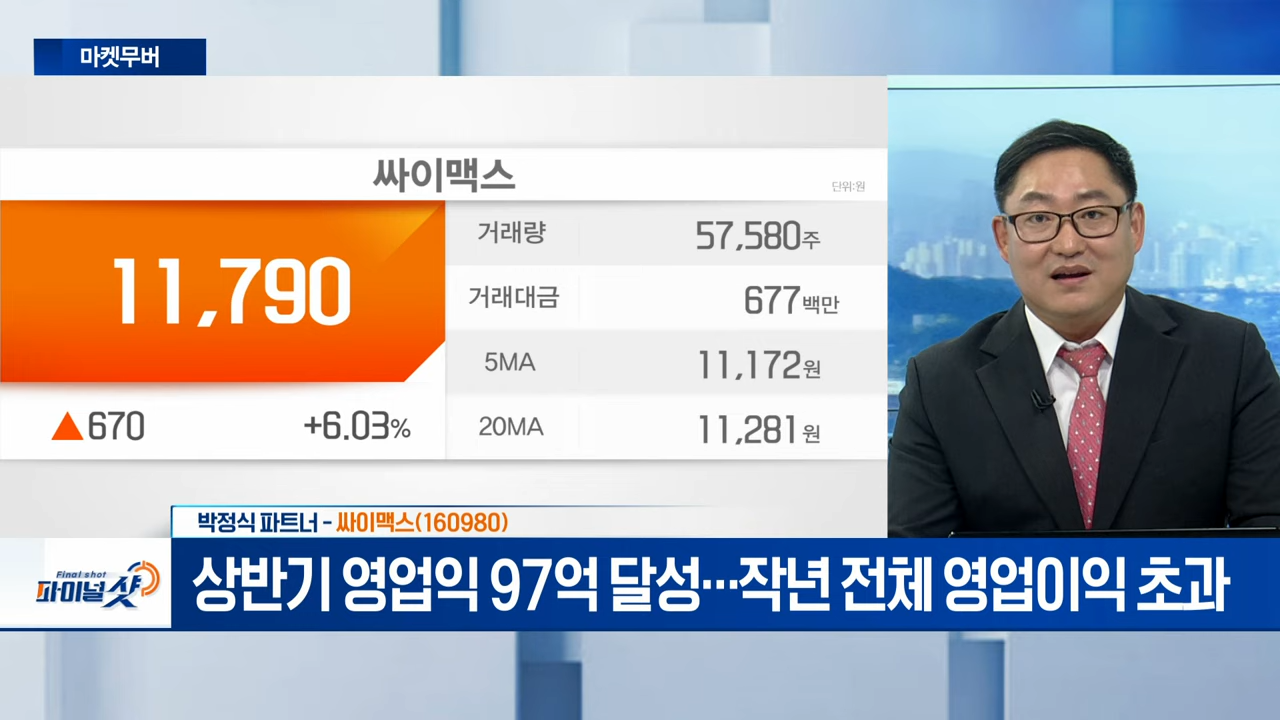 마켓무버
싸이맥스
단위:원
11,790
▲670 +6.03%
거래량 57,580주
거래대금 677백만
5MA 11,172원
20MA 11,281원
박정식 파트너 - 싸이맥스(160980)
Final shot
파이널샷
상반기 영업익 97억 달성…작년 전체 영업이익 초과